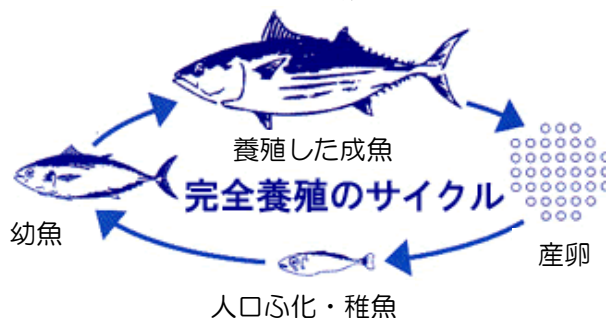 養殖した成魚
完全養殖のサイクル
幼魚
産卵
人口ふ化・稚魚